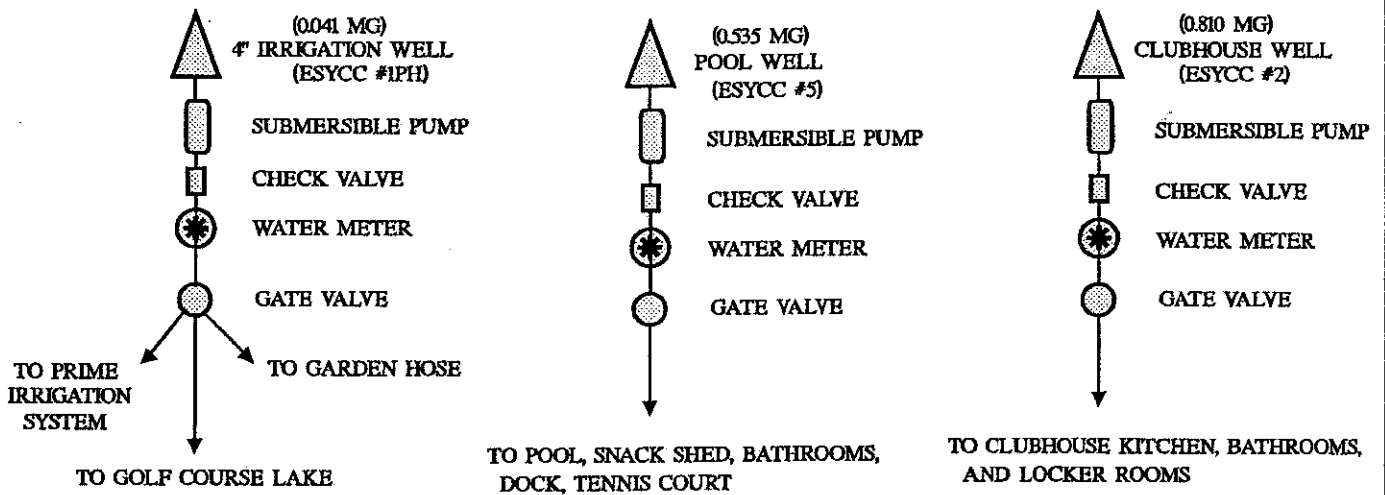 (0.041 MG)
4" IRRIGATION WELL
(ESYCC #1PH)
SUBMERSIBLE PUMP
CHECK VALVE
WATER METER
GATE VALVE
TO PRIME
IRRIGATION
SYSTEM
TO GARDEN HOSE
TO GOLF COURSE LAKE
(0.535 MG)
POOL WELL
(ESYCC #5)
SUBMERSIBLE PUMP
CHECK VALVE
WATER METER
GATE VALVE
TO POOL, SNACK SHED, BATHROOMS,
DOCK, TENNIS COURT
(0.810 MG)
CLUBHOUSE WELL
(ESYCC #2)
SUBMERSIBLE PUMP
CHECK VALVE
WATER METER
GATE VALVE
TO CLUBHOUSE KITCHEN, BATHROOMS,
AND LOCKER ROOMS